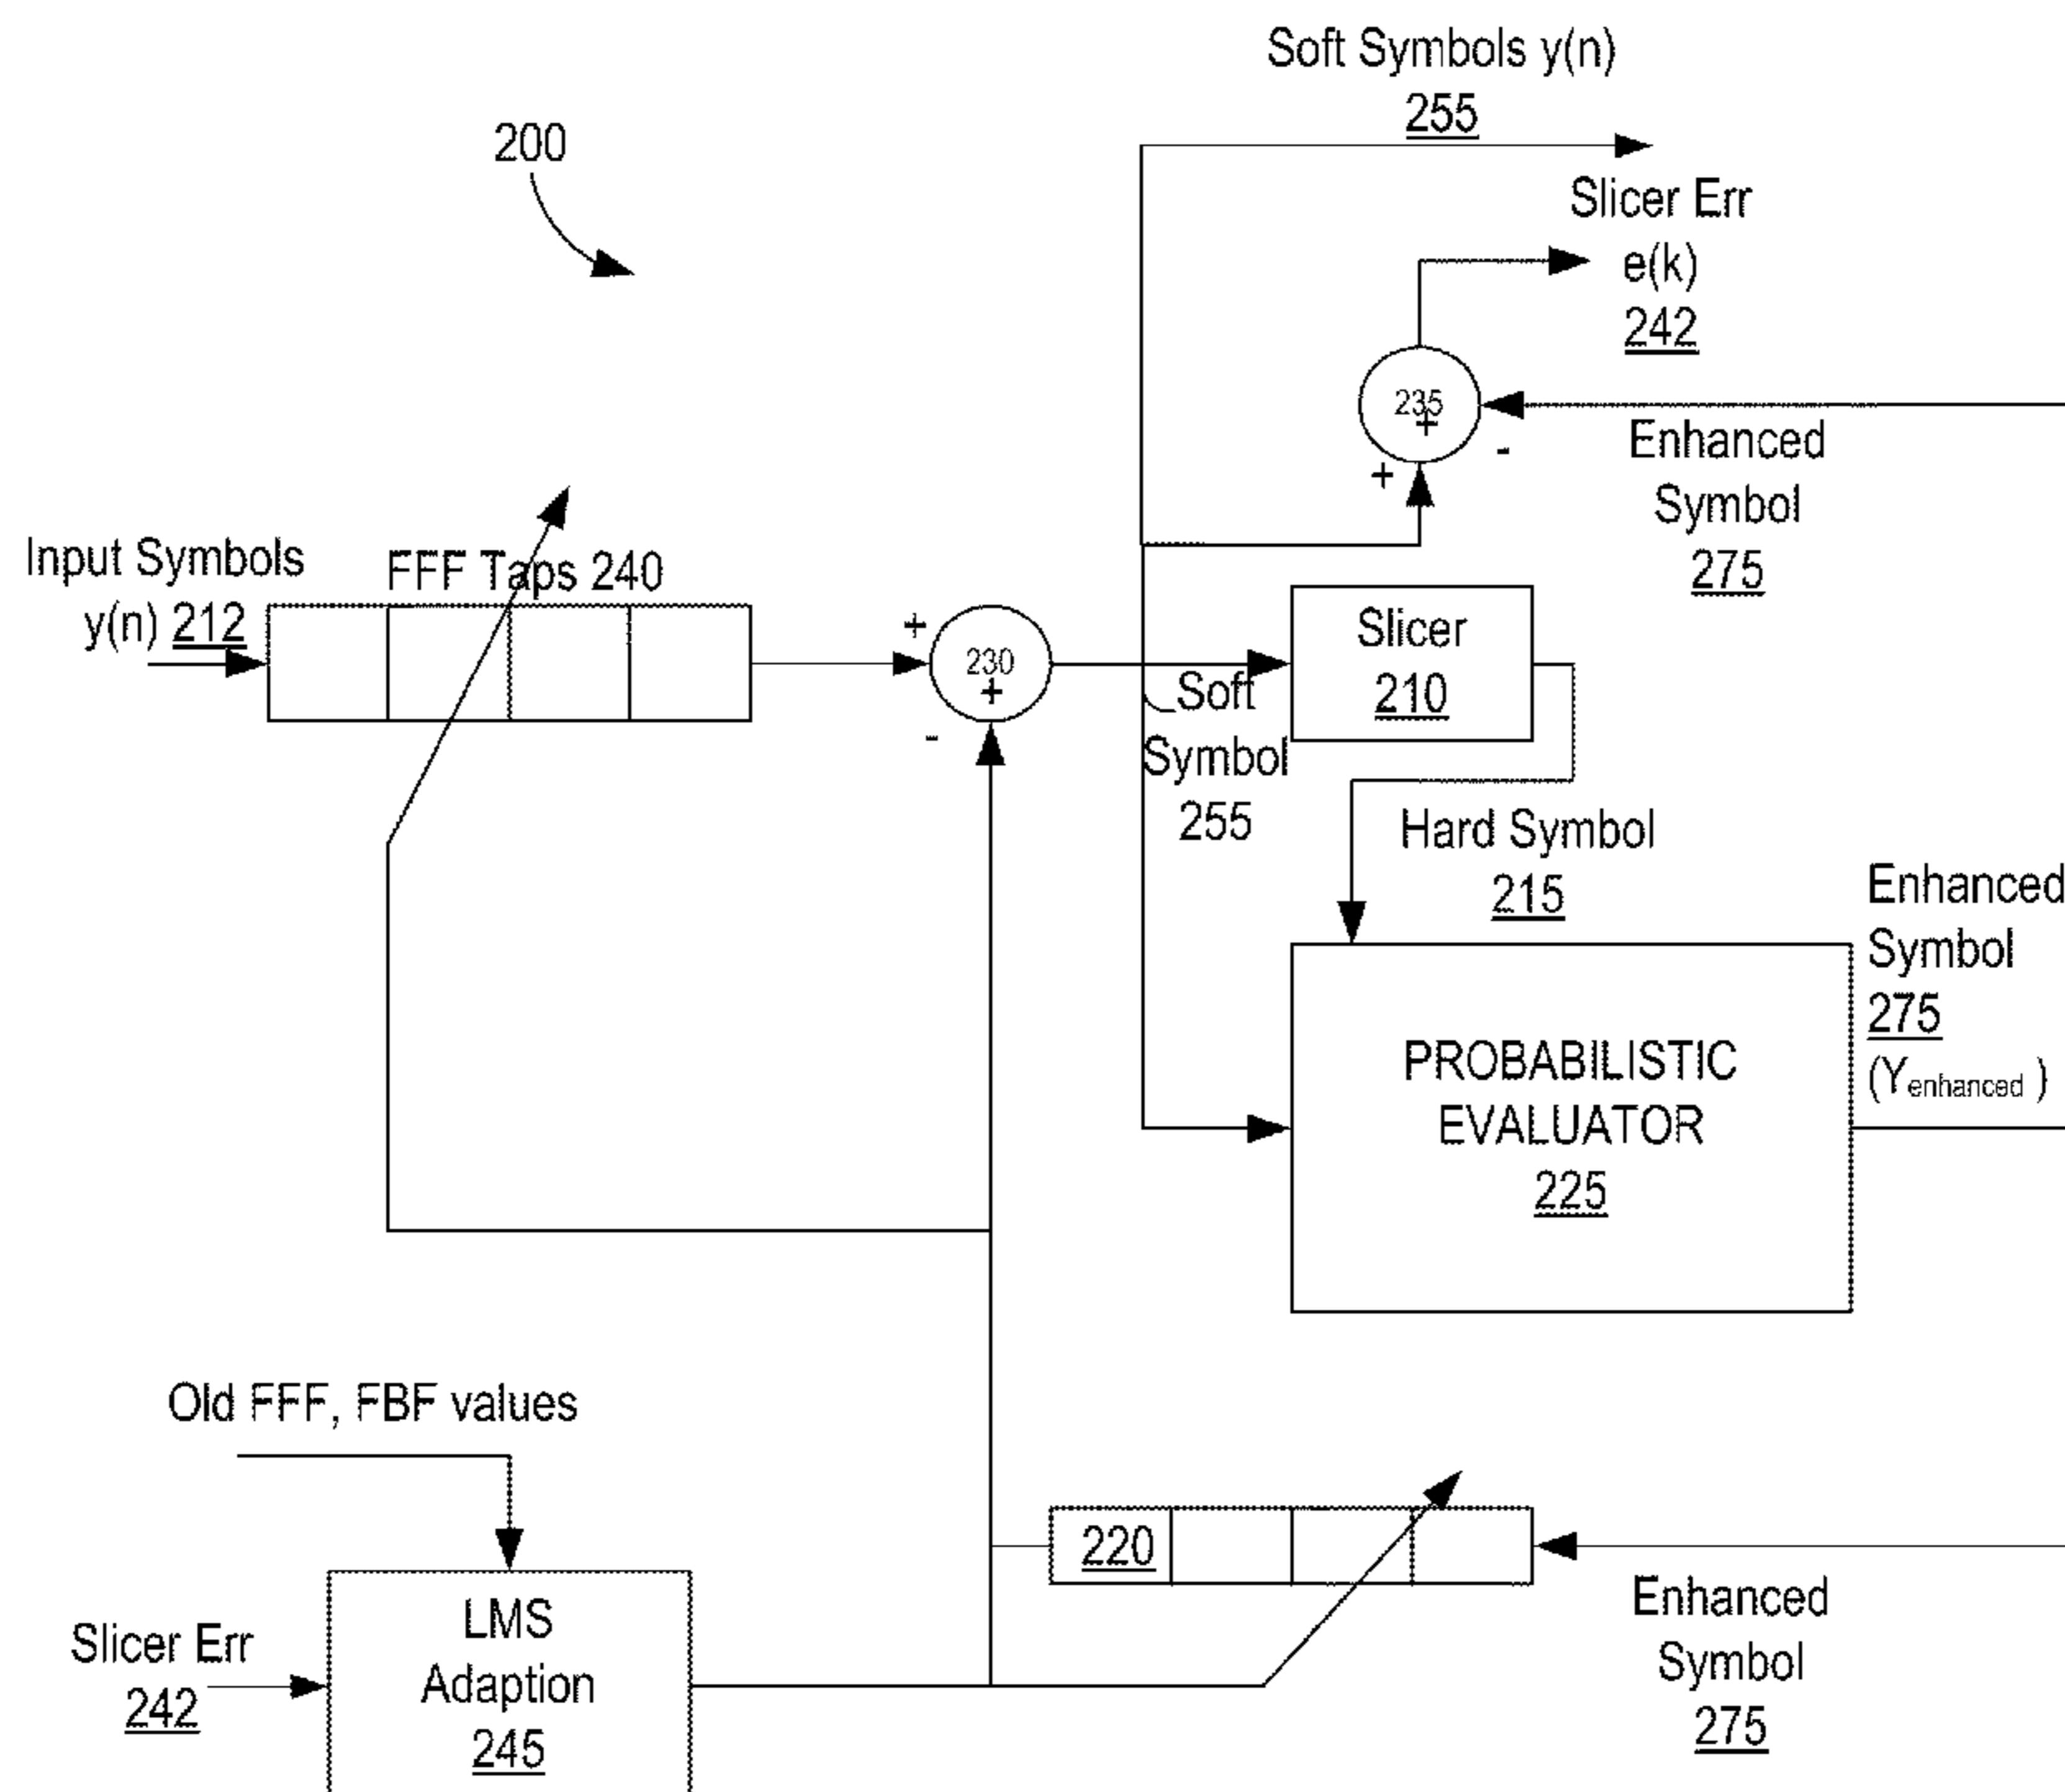 Soft Symbols y(n)
255
200
Slicer Err
e(k)
242
235
+
+
-
Enhanced
Symbol
275
Input Symbols
y(n) 212
FFF Taps 240
+
230
+
-
Soft
Symbol
255
Slicer
210
Hard Symbol
215
Enhanced
Symbol
275
(Yenhanced )
PROBABILISTIC
EVALUATOR
225
Old FFF, FBF values
220
Slicer Err
242
LMS
Adaption
245
Enhanced
Symbol
275